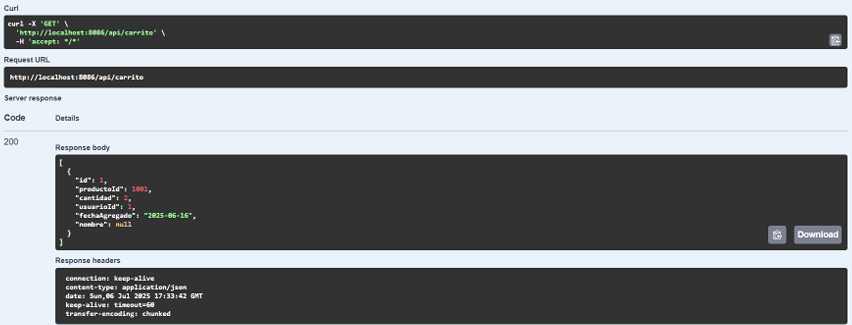 Curl
curl -X 'GET' \
'http://localhost:8086/api/carrito' \
-H 'accept: */*'
Request URL
http://localhost:8086/api/carrito
Server response
Code Details
200
Response body
[
{
"id": 1,
"productoId": 1001,
"cantidad": 2,
"usuarioId": 1,
"fechaAgregado": "2025-06-16",
"nombre": null
}
]
Download
Response headers
connection: keep-alive
content-type: application/json
date: Sun,06 Jul 2025 17:33:42 GMT
keep-alive: timeout=60
transfer-encoding: chunked